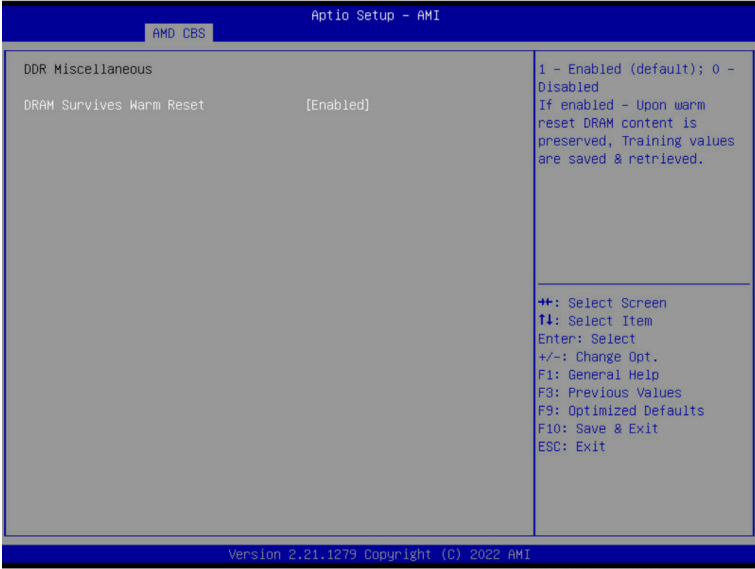 Aptio Setup – AMI
AMD CBS
DDR Miscellaneous
DRAM Survives Warm Reset [Enabled]
1 – Enabled (default); 0 –
Disabled
If enabled – Upon warm
reset DRAM content is
preserved, Training values
are saved & retrieved.
→←: Select Screen
↑↓: Select Item
Enter: Select
+/-: Change Opt.
F1: General Help
F3: Previous Values
F9: Optimized Defaults
F10: Save & Exit
ESC: Exit
Version 2.21.1279 Copyright (C) 2022 AMI